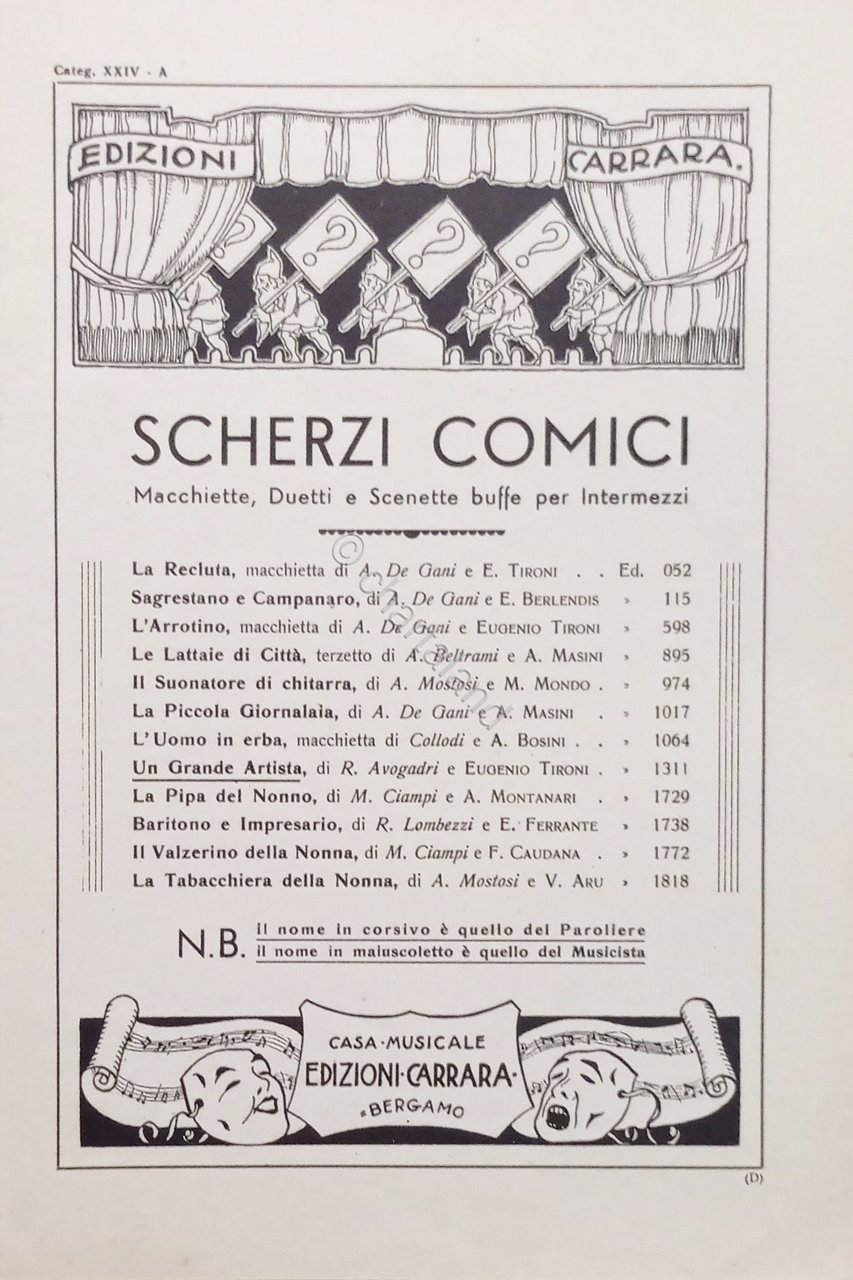 Categ. XXIV - A
EDIZIONI CARRARA.
? ? ? ?
SCHERZI COMICI
Macchiette, Duetti e Scenette buffe per Intermezzi
La Recluta, macchietta di A. De Gani e E. TIRONI . . Ed. 052
Sagrestano e Campanaro, di A. De Gani e E. BERLENDIS » 115
L'Arrotino, macchietta di A. De Gani e EUGENIO TIRONI » 598
Le Lattaie di Città, terzetto di A. Beltrami e A. MASINI » 895
Il Suonatore di chitarra, di A. Mostosi e M. MONDO . » 974
La Piccola Giornalaia, di A. De Gani e A. MASINI . » 1017
L'Uomo in erba, macchietta di Collodi e A. BOSINI . . » 1064
Un Grande Artista, di R. Avogadri e EUGENIO TIRONI . » 1311
La Pipa del Nonno, di M. Ciampi e A. MONTANARI . » 1729
Baritono e Impresario, di R. Lombezzi e E. FERRANTE » 1738
Il Valzerino della Nonna, di M. Ciampi e F. CAUDANA . » 1772
La Tabacchiera della Nonna, di A. Mostosi e V. ARU » 1818
N.B. il nome in corsivo è quello del Paroliere
il nome in maiuscoletto è quello del Musicista
CASA·MUSICALE
EDIZIONI·CARRARA·
BERGAMO
(D)
© chartaland